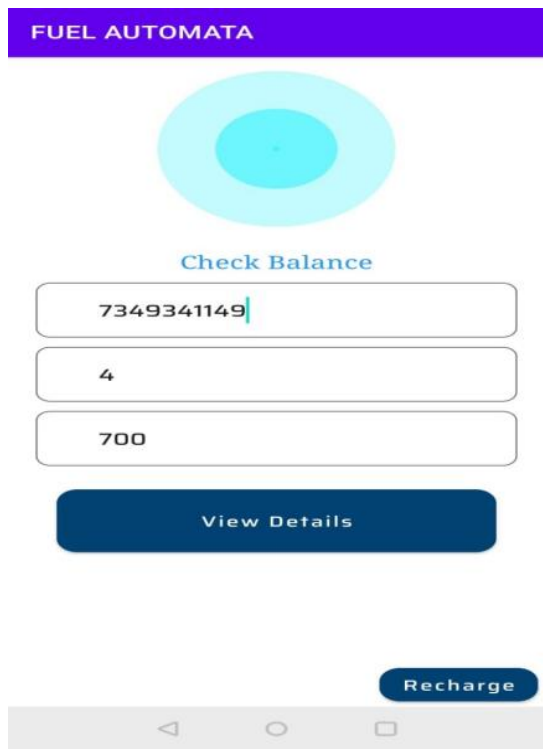 FUEL AUTOMATA
Check Balance
7349341149
4
700
View Details
Recharge